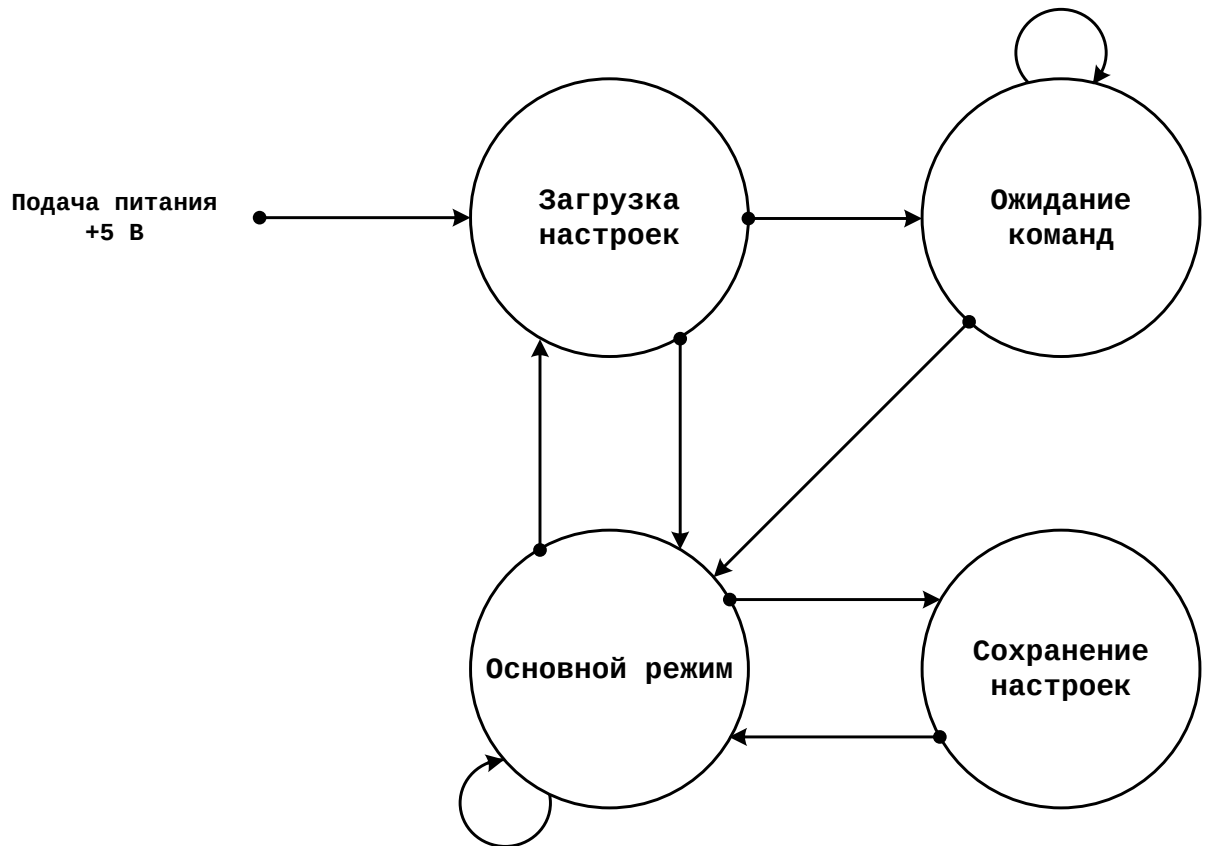 Подача питания
+5 В
Загрузка
настроек
Ожидание
команд
Основной режим
Сохранение
настроек